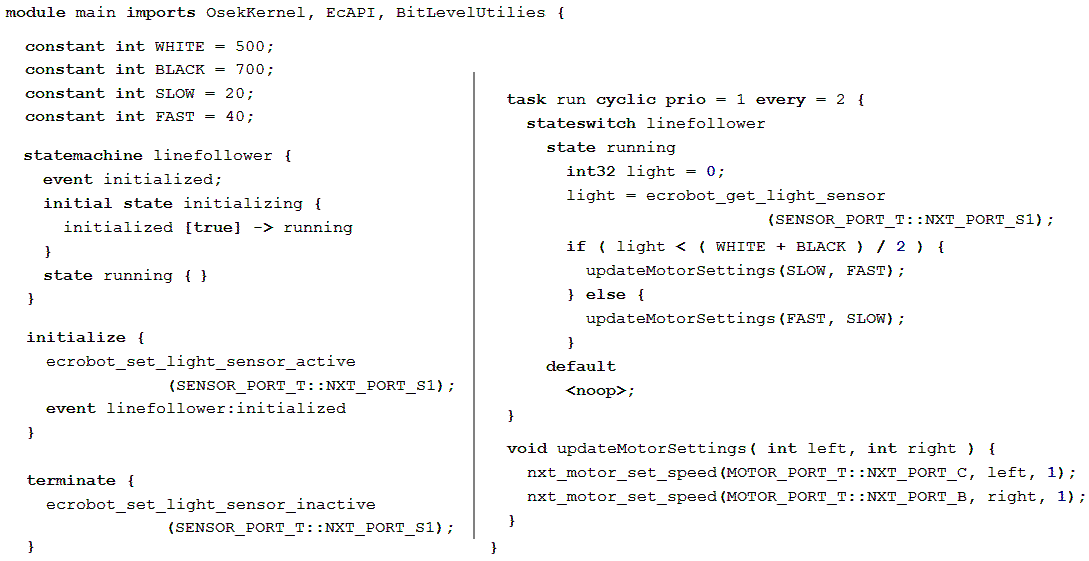 module main imports OsekKernel, EcAPI, BitLevelUtilies {
constant int WHITE = 500;
constant int BLACK = 700;
constant int SLOW = 20;
constant int FAST = 40;
statemachine linefollower {
event initialized;
initial state initializing {
initialized [true] -> running
}
state running { }
}
initialize {
ecrobot_set_light_sensor_active
(SENSOR_PORT_T::NXT_PORT_S1);
event linefollower:initialized
}
terminate {
ecrobot_set_light_sensor_inactive
(SENSOR_PORT_T::NXT_PORT_S1);
}
task run cyclic prio = 1 every = 2 {
stateswitch linefollower
state running
int32 light = 0;
light = ecrobot_get_light_sensor
(SENSOR_PORT_T::NXT_PORT_S1);
if ( light < ( WHITE + BLACK ) / 2 ) {
updateMotorSettings(SLOW, FAST);
} else {
updateMotorSettings(FAST, SLOW);
}
default
<noop>;
}
void updateMotorSettings( int left, int right ) {
nxt_motor_set_speed(MOTOR_PORT_T::NXT_PORT_C, left, 1);
nxt_motor_set_speed(MOTOR_PORT_T::NXT_PORT_B, right, 1);
}
}